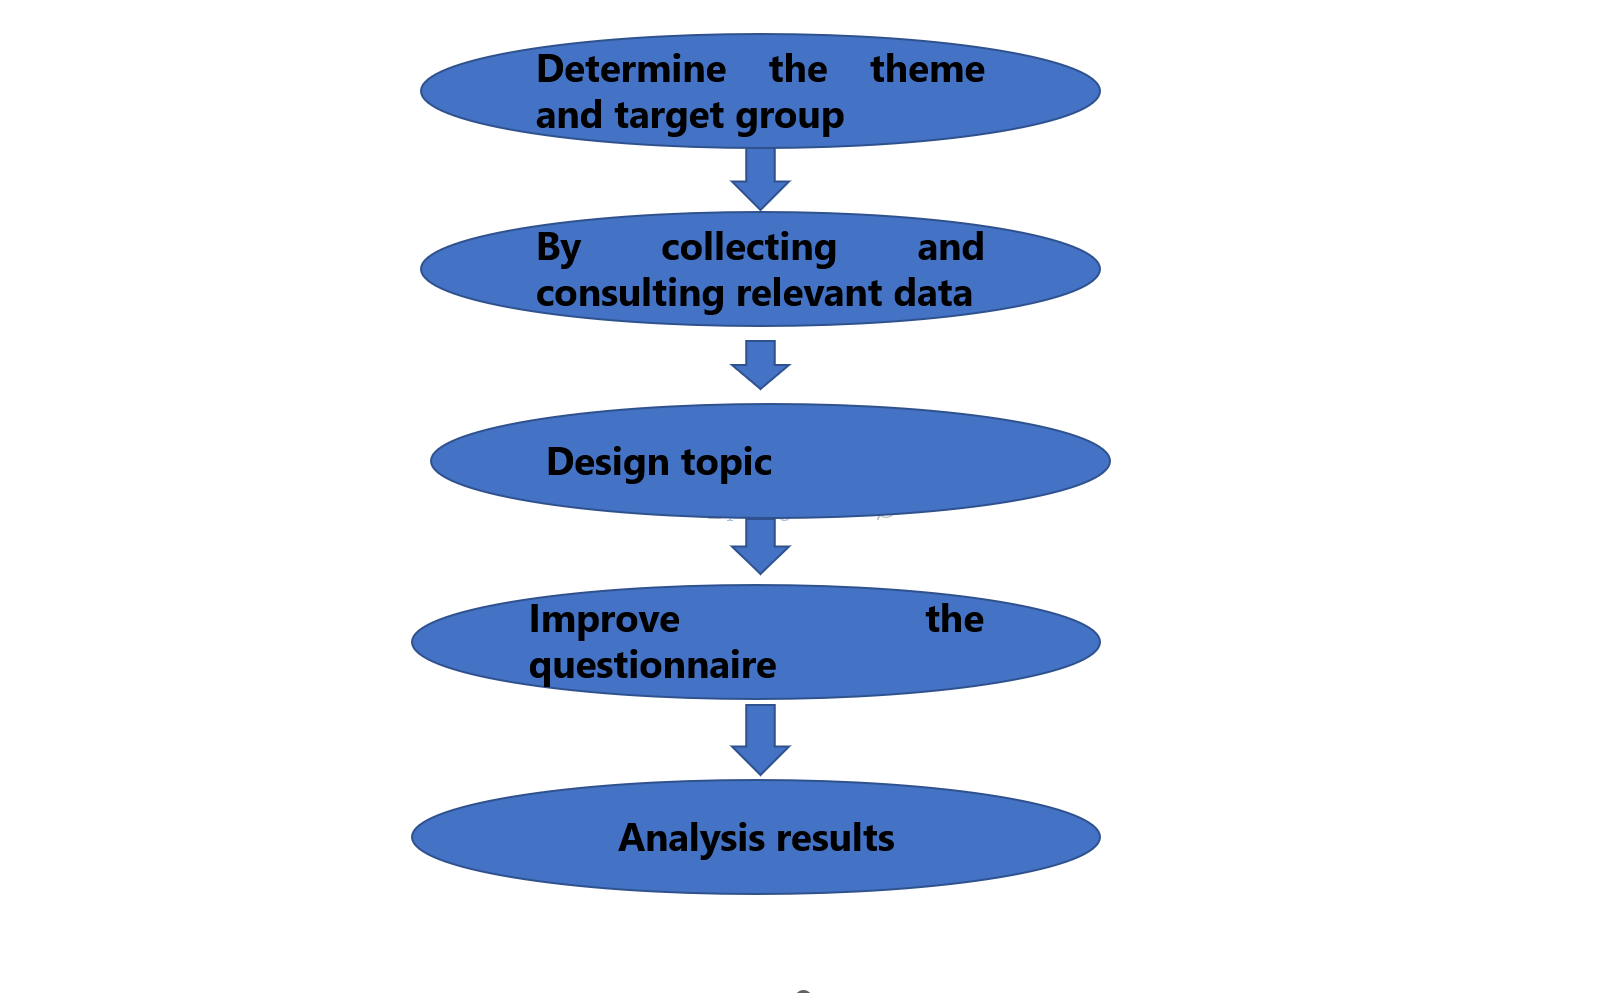 Determine the theme
and target group
By collecting and
consulting relevant data
Design topic
Improve the
questionnaire
Analysis results